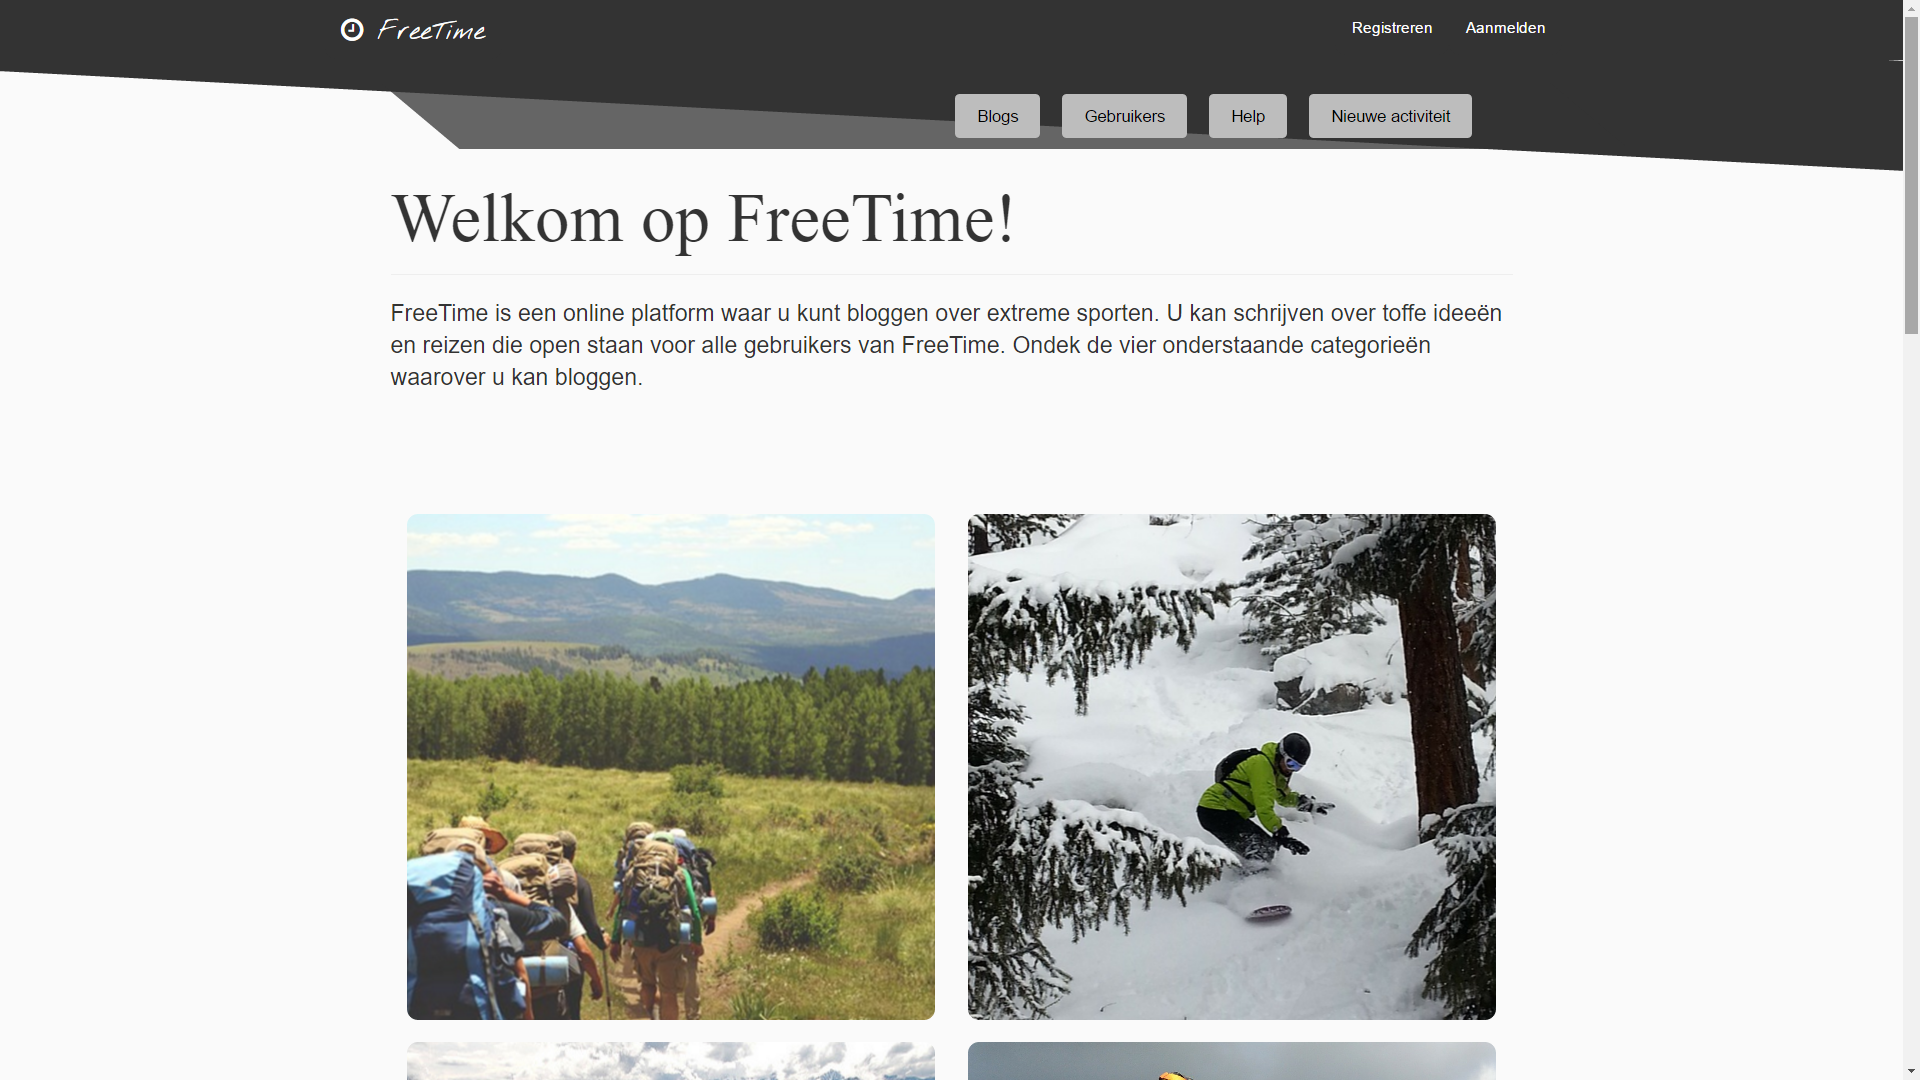 FreeTime
Registreren
Aanmelden
Blogs
Gebruikers
Help
Nieuwe activiteit
Welkom op FreeTime!
FreeTime is een online platform waar u kunt bloggen over extreme sporten. U kan schrijven over toffe ideeën
en reizen die open staan voor alle gebruikers van FreeTime. Ondek de vier onderstaande categorieën
waarover u kan bloggen.